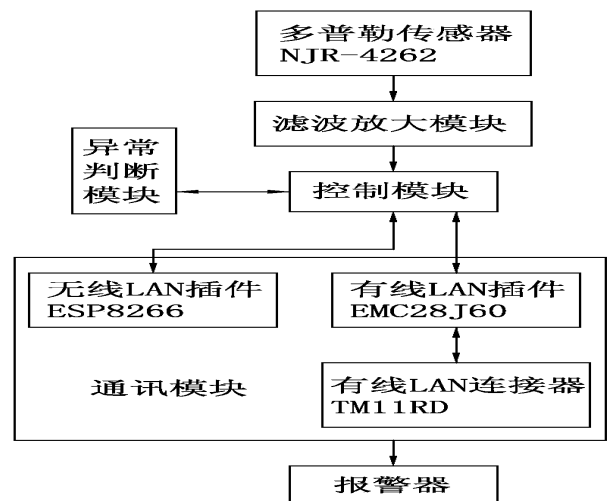 多普勒传感器
NJR-4262
滤波放大模块
异常
判断
模块
控制模块
无线LAN插件
ESP8266
有线LAN插件
EMC28J60
通讯模块
有线LAN连接器
TM11RD
报警器